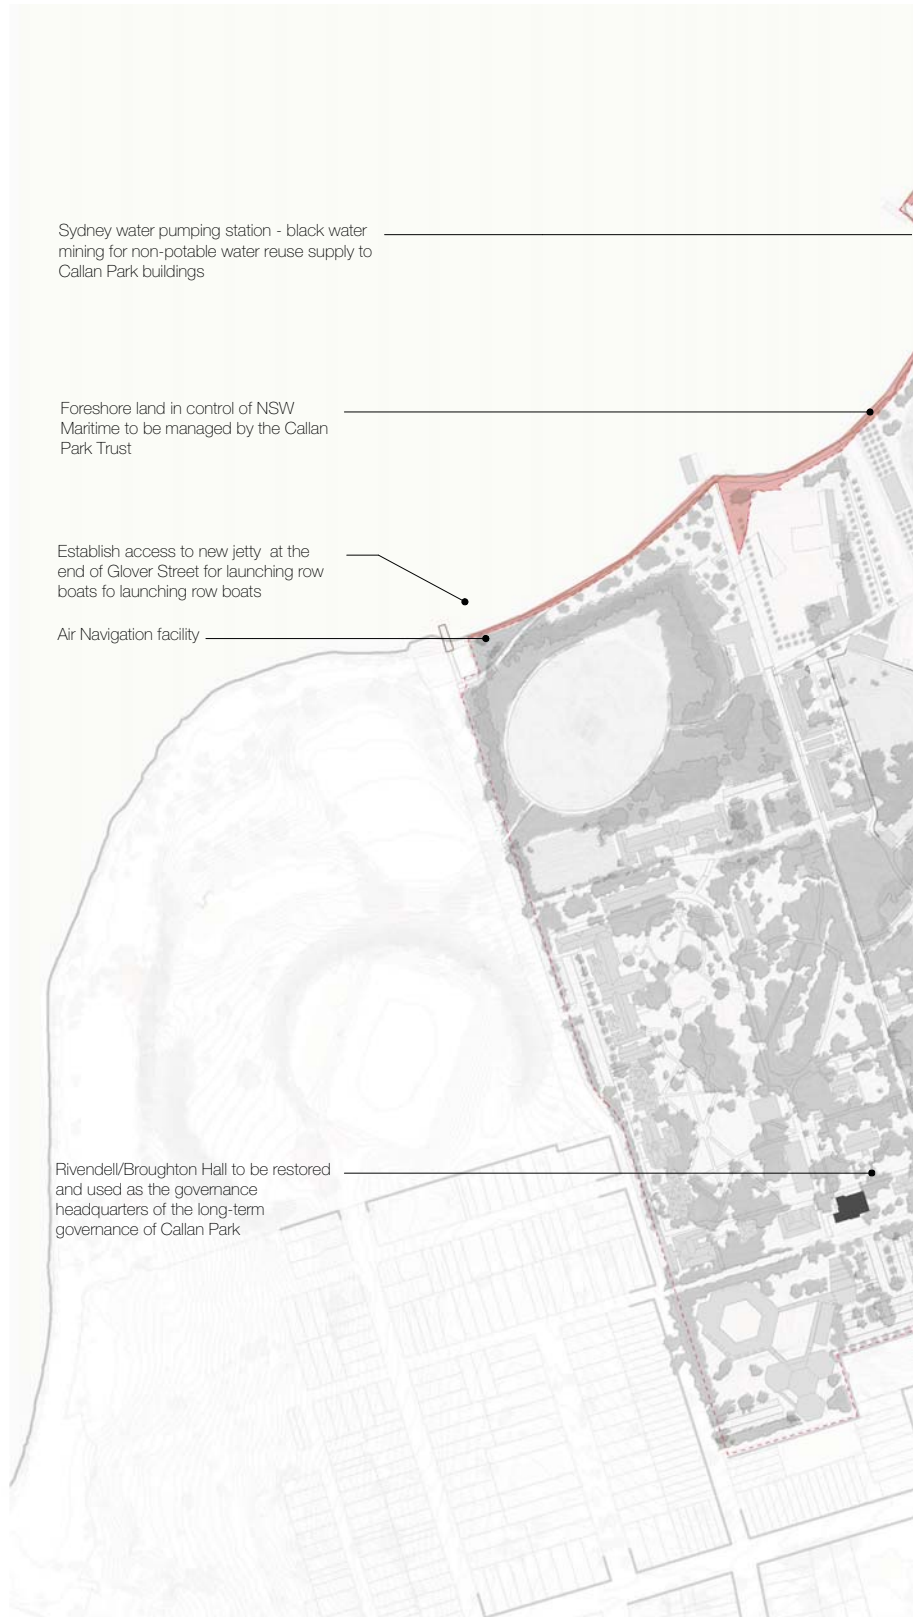 Sydney water pumping station - black water
mining for non-potable water reuse supply to
Callan Park buildings
Foreshore land in control of NSW
Maritime to be managed by the Callan
Park Trust
Establish access to new jetty at the
end of Glover Street for launching row
boats fo launching row boats
Air Navigation facility
Rivendell/Broughton Hall to be restored
and used as the governance
headquarters of the long-term
governance of Callan Park